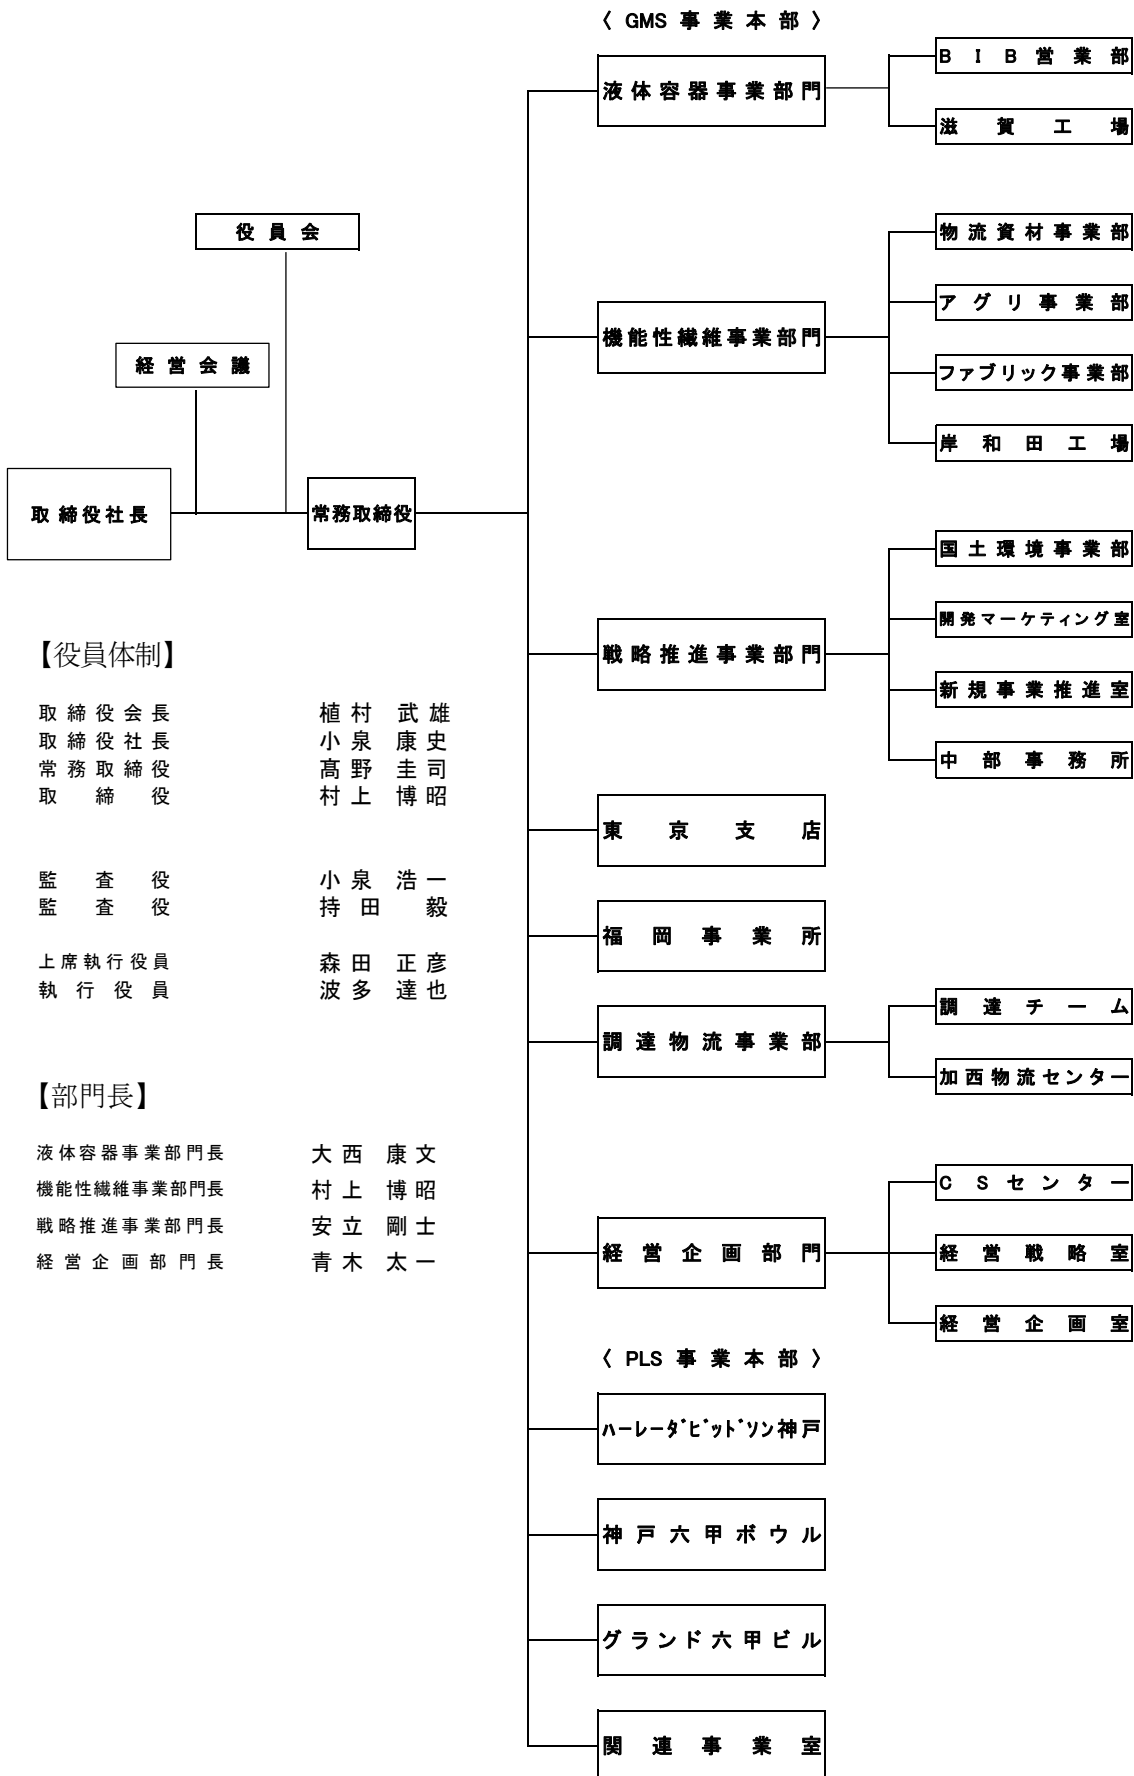 〈 GMS 事 業 本 部 〉
液体容器事業部門
B I B 営 業 部
滋 賀 工 場
役 員 会
経 営 会 議
取 締 役 社 長
常務取締役
機能性繊維事業部門
物流資材事業部
ア グ リ 事 業 部
ファブリック事業部
岸 和 田 工 場
戦略推進事業部門
国土環境事業部
開発マーケティング室
新規事業推進室
中 部 事 務 所
東 京 支 店
福 岡 事 業 所
調達物流事業部
調 達 チ ー ム
加西物流センター
経営企画部門
C S セ ン タ ー
経 営 戦 略 室
経 営 企 画 室
〈 PLS 事 業 本 部 〉
ハーレーダビッドソン神戸
神戸六甲ボウル
グランド六甲ビル
関 連 事 業 室
【役員体制】
取 締 役 会 長 植 村 武 雄
取 締 役 社 長 小 泉 康 史
常 務 取 締 役 髙 野 圭 司
取 締 役 村 上 博 昭
監 査 役 小 泉 浩 一
監 査 役 持 田 毅
上席執行役員 森 田 正 彦
執 行 役 員 波 多 達 也
【部門長】
液体容器事業部門長 大 西 康 文
機能性繊維事業部門長 村 上 博 昭
戦略推進事業部門長 安 立 剛 士
経 営 企 画 部 門 長 青 木 太 一